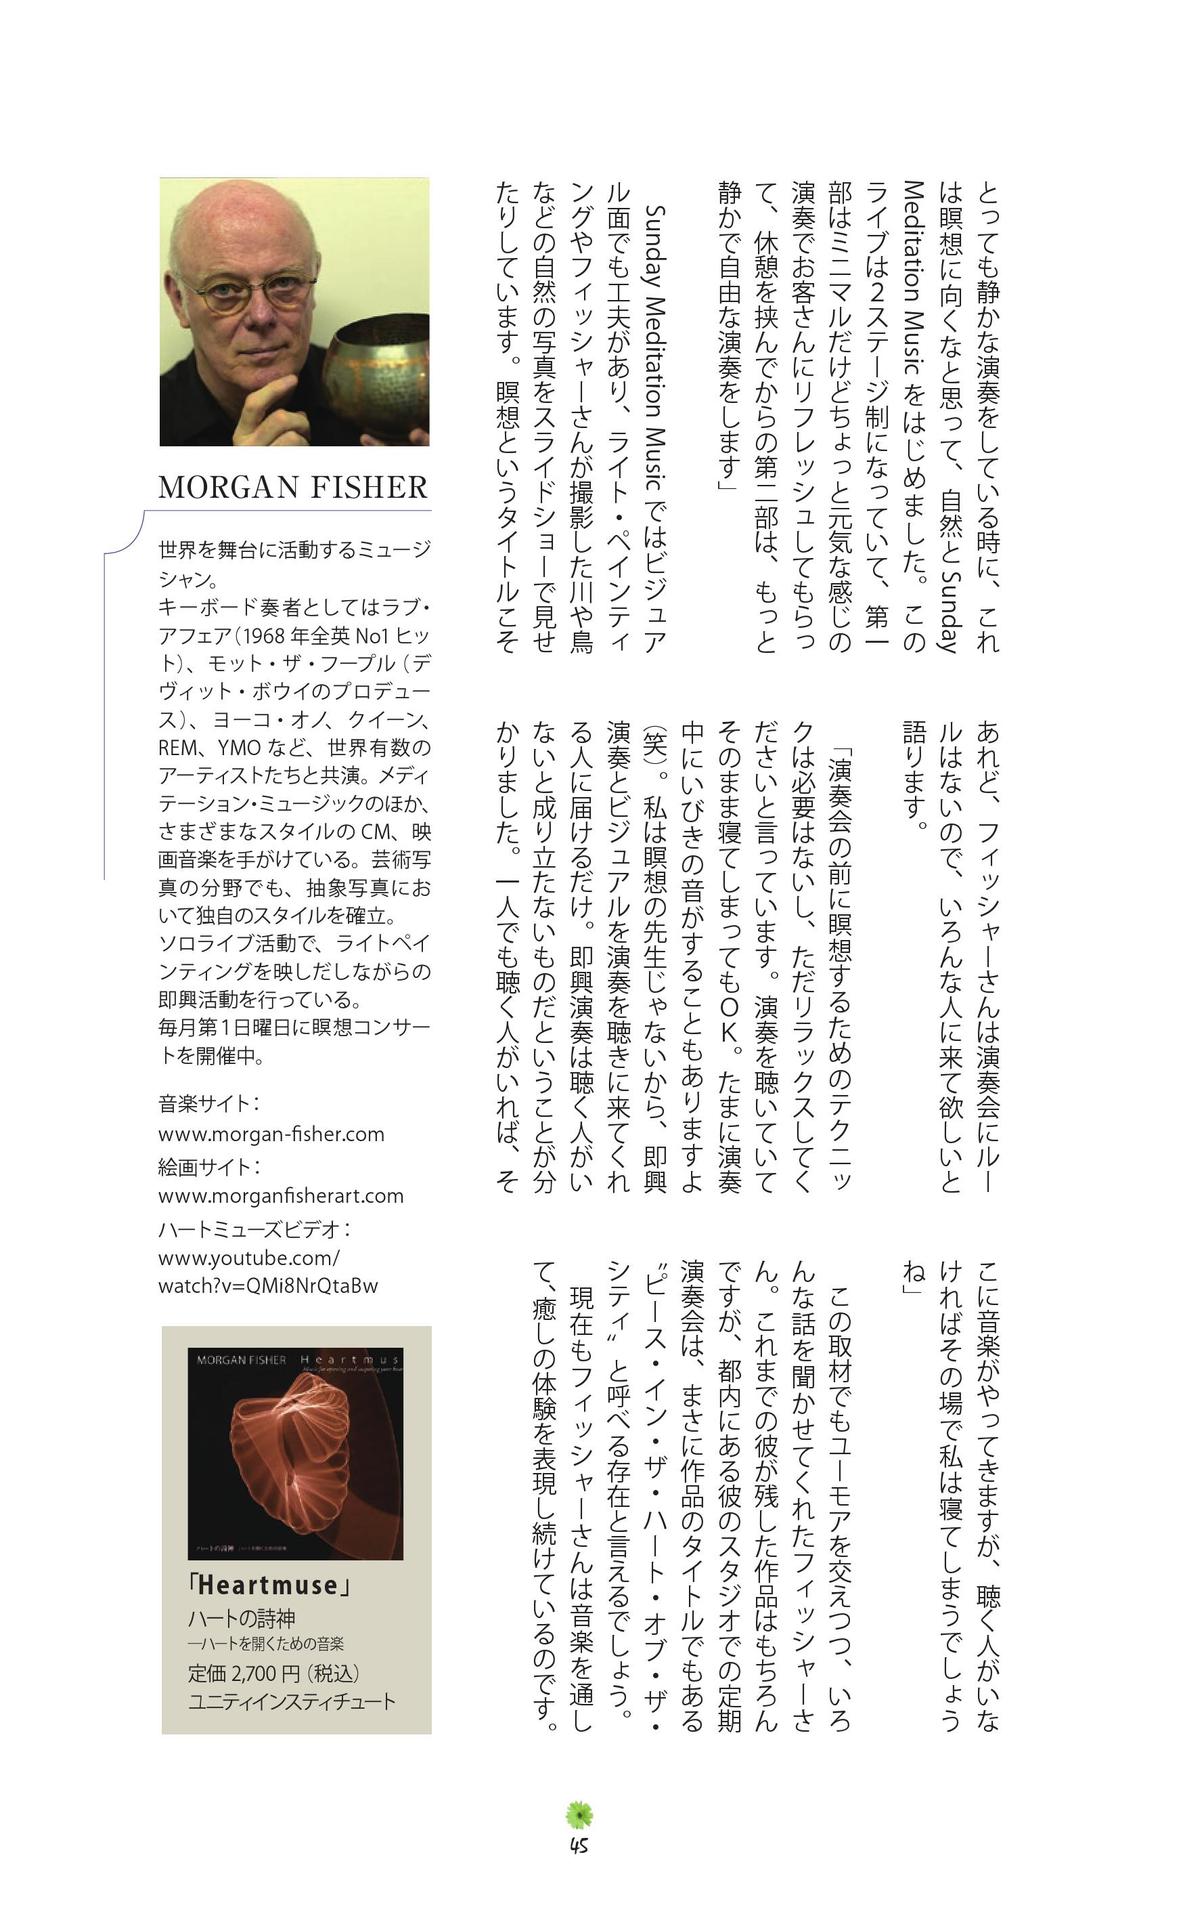 とっても静かな演奏をしている時に、これ
は瞑想に向くなと思って、自然と Sunday
Meditation Music をはじめました。この
ライブは２ステージ制になっていて、第一
部はミニマルだけどちょっと元気な感じの
演奏でお客さんにリフレッシュしてもらっ
て、休憩を挟んでからの第二部は、もっと
静かで自由な演奏をします」
Sunday Meditation Music ではビジュア
ル面でも工夫があり、ライト・ペインティ
ングやフィッシャーさんが撮影した川や鳥
などの自然の写真をスライドショーで見せ
たりしています。瞑想というタイトルこそ
あれど、フィッシャーさんは演奏会にルー
ルはないので、いろんな人に来て欲しいと
語ります。
「演奏会の前に瞑想するためのテクニッ
クは必要はないし、ただリラックスしてく
ださいと言っています。演奏を聴いていて
そのまま寝てしまってもＯＫ。たまに演奏
中にいびきの音がすることもありますよ
（笑）。私は瞑想の先生じゃないから、即興
演奏とビジュアルを演奏を聴きに来てくれ
る人に届けるだけ。即興演奏は聴く人がい
ないと成り立たないものだということが分
かりました。一人でも聴く人がいれば、そ
こに音楽がやってきますが、聴く人がいな
ければその場で私は寝てしまうでしょう
ね」
この取材でもユーモアを交えつつ、いろ
んな話を聞かせてくれたフィッシャーさ
ん。これまでの彼が残した作品はもちろん
ですが、都内にある彼のスタジオでの定期
演奏会は、まさに作品のタイトルでもある
〝ピース・イン・ザ・ハート・オブ・ザ・
シティ〟と呼べる存在と言えるでしょう。
現在もフィッシャーさんは音楽を通し
て、癒しの体験を表現し続けているのです。
MORGAN FISHER
世界を舞台に活動するミュージ
シャン。
キーボード奏者としてはラブ・
アフェア（1968 年全英 No1 ヒッ
ト）、モット・ザ・フープル（デ
ヴィット・ボウイのプロデュー
ス）、ヨーコ・オノ、クイーン、
REM、YMO など、世界有数の
アーティストたちと共演。メディ
テーション・ミュージックのほか、
さまざまなスタイルの CM、映
画音楽を手がけている。芸術写
真の分野でも、抽象写真にお
いて独自のスタイルを確立。
ソロライブ活動で、ライトペイ
ンティングを映しだしながらの
即興活動を行っている。
毎月第１日曜日に瞑想コンサー
トを開催中。
音楽サイト：
www.morgan-fisher.com
絵画サイト：
www.morganfisherart.com
ハートミューズビデオ：
www.youtube.com/
watch?v=QMi8NrQtaBw
MORGAN FISHER Heartmus
ハートの詩神
「Heartmuse」
ハートの詩神
―ハートを開くための音楽
定価 2,700 円（税込）
ユニティインスティチュート
45